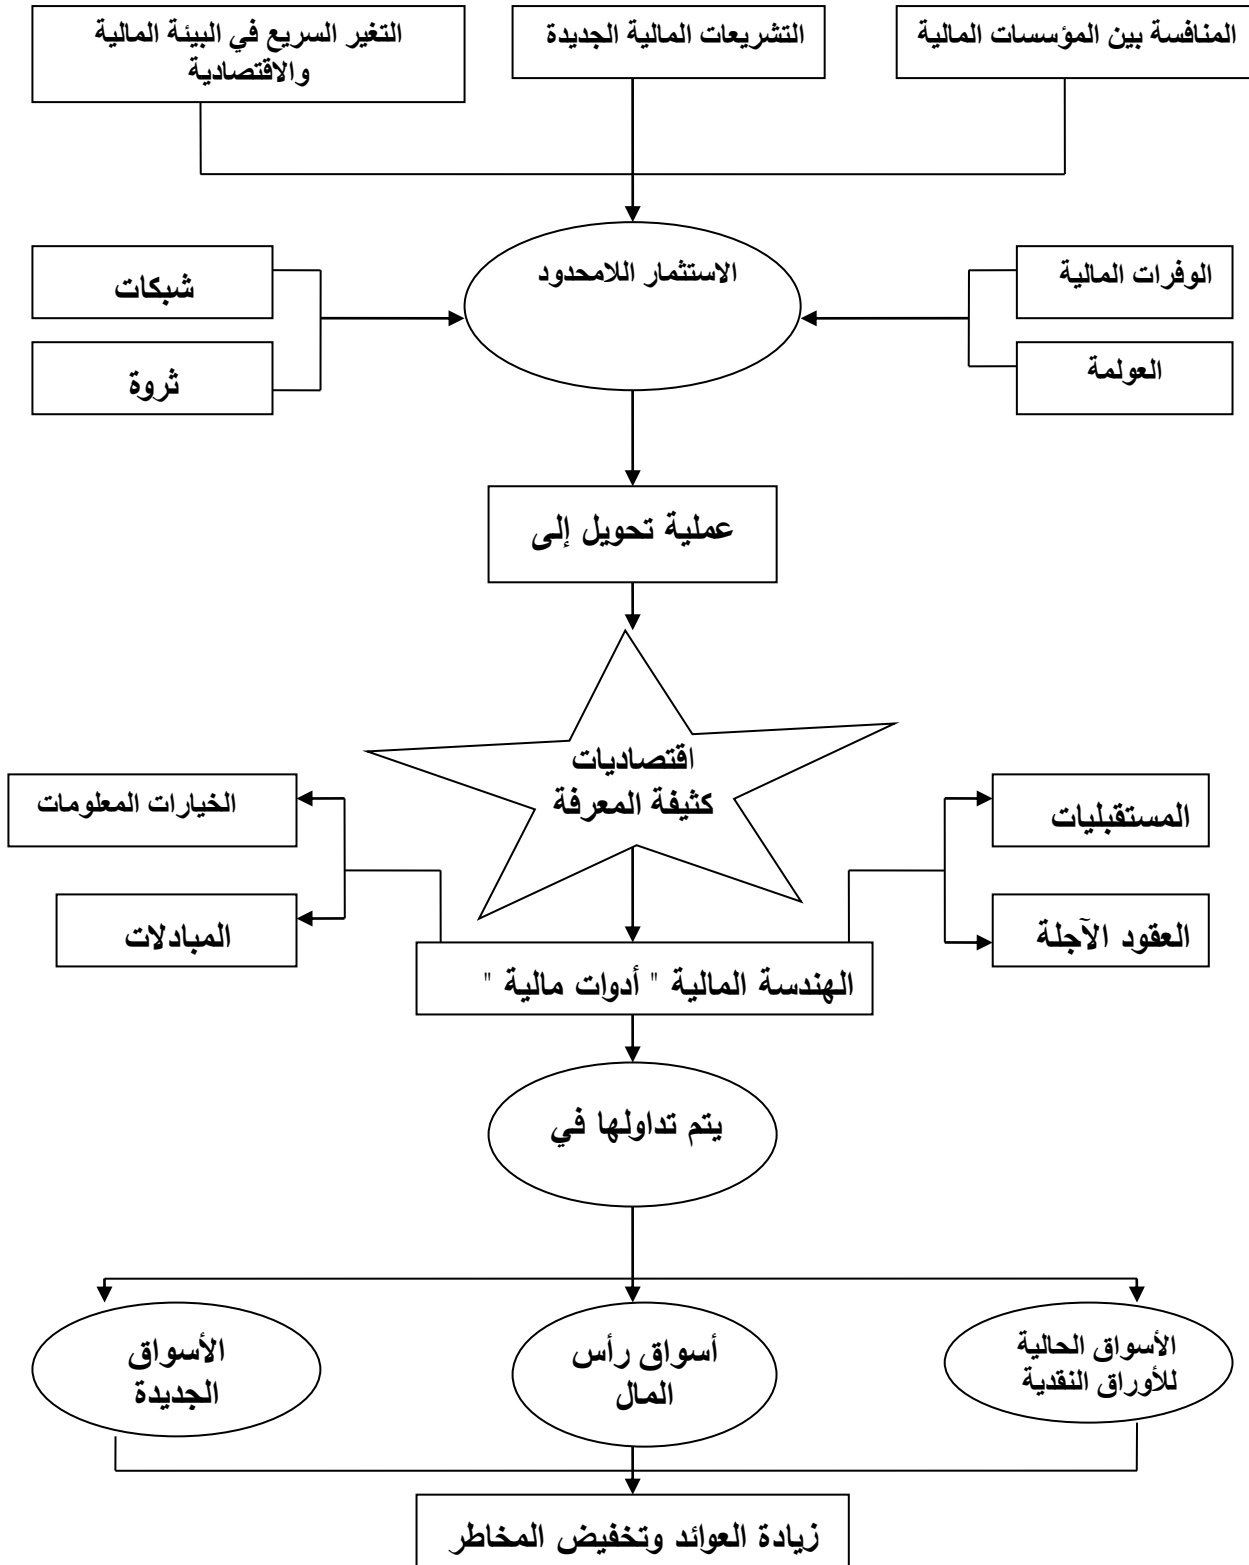 المنافسة بين المؤسسات المالية
التشريعات المالية الجديدة
التغير السريع في البيئة المالية
والاقتصادية
الاستثمار اللامحدود
الوفرات المالية
العولمة
شبكات
ثروة
عملية تحويل إلى
اقتصاديات
كثيفة المعرفة
المستقبليات
العقود الآجلة
الخيارات المعلومات
المبادلات
الهندسة المالية " أدوات مالية "
يتم تداولها في
الأسواق الحالية
للأوراق النقدية
أسواق رأس
المال
الأسواق
الجديدة
زيادة العوائد وتخفيض المخاطر